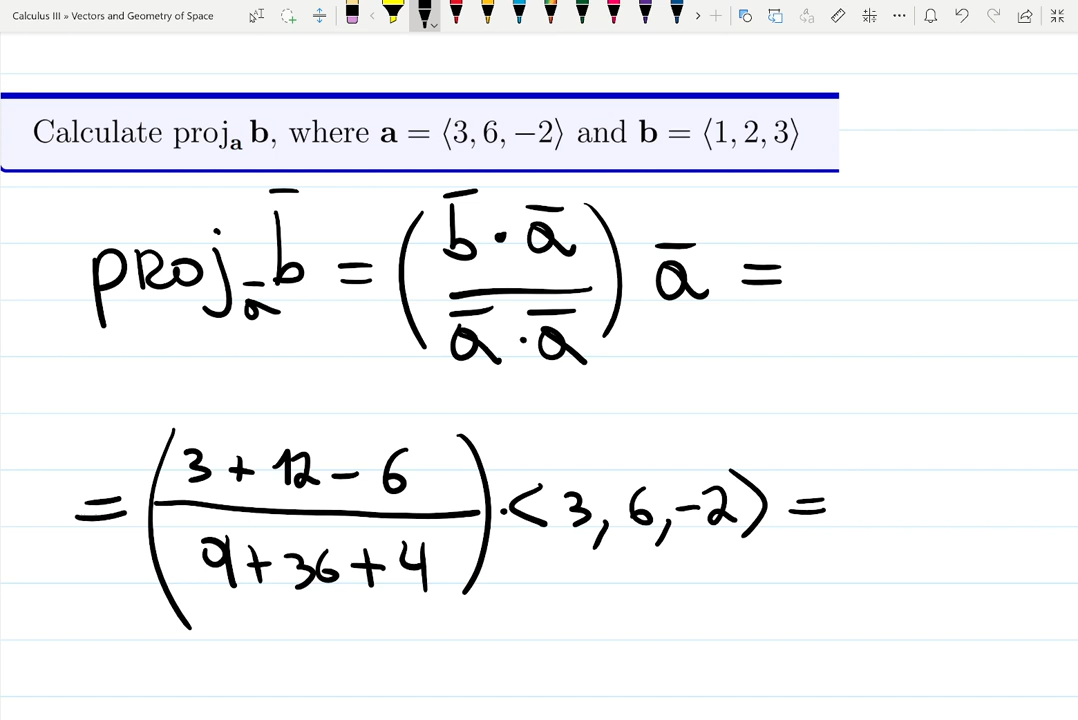 Calculus III » Vectors and Geometry of Space
Calculate proj_a b, where a = ⟨3, 6, −2⟩ and b = ⟨1, 2, 3⟩
proj_a̅ b̅ = (b̅ · a̅ / a̅ · a̅) a̅ =
= (3 + 12 − 6 / 9 + 36 + 4) · <3, 6, −2> =